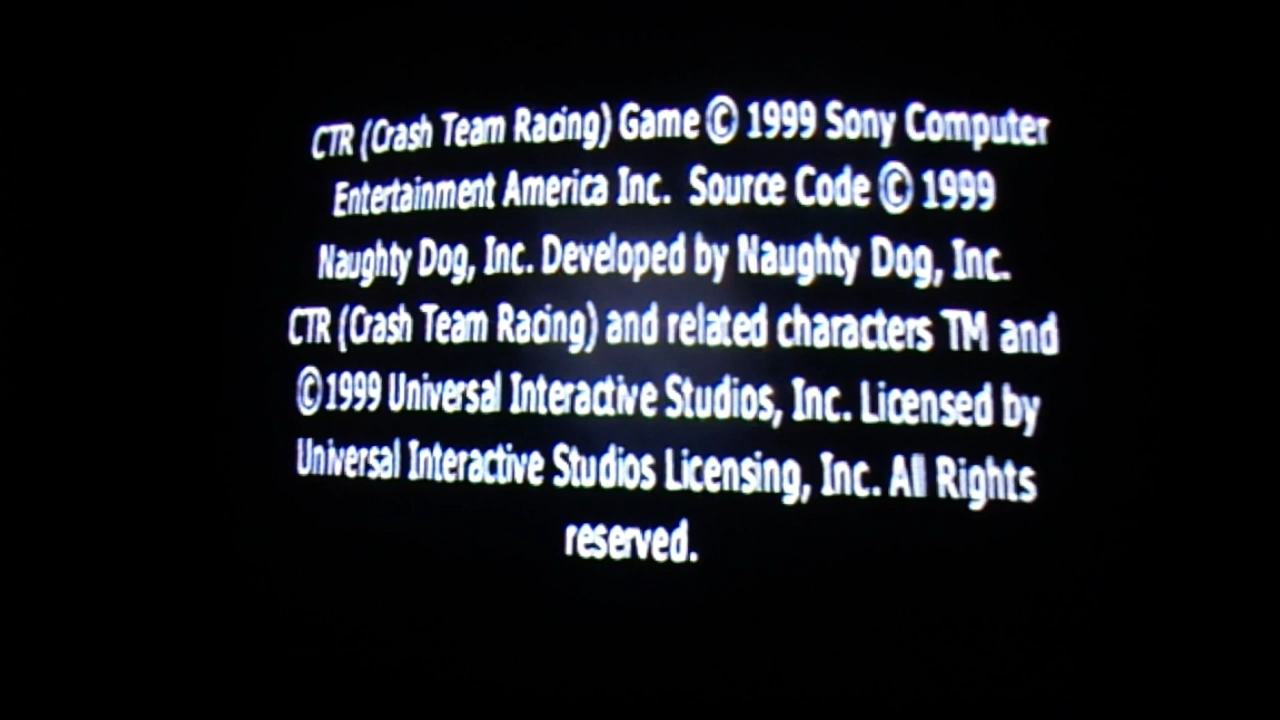 CTR (Crash Team Racing) Game © 1999 Sony Computer
Entertainment America Inc. Source Code © 1999
Naughty Dog, Inc. Developed by Naughty Dog, Inc.
CTR (Crash Team Racing) and related characters TM and
©1999 Universal Interactive Studios, Inc. Licensed by
Universal Interactive Studios Licensing, Inc. All Rights
reserved.